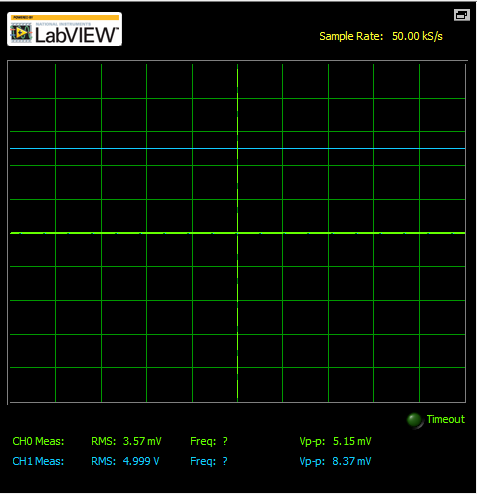 POWERED BY
NATIONAL INSTRUMENTS
LabVIEW™
Sample Rate: 50.00 kS/s
Timeout
CH0 Meas: RMS: 3.57 mV Freq: ? Vp-p: 5.15 mV
CH1 Meas: RMS: 4.999 V Freq: ? Vp-p: 8.37 mV